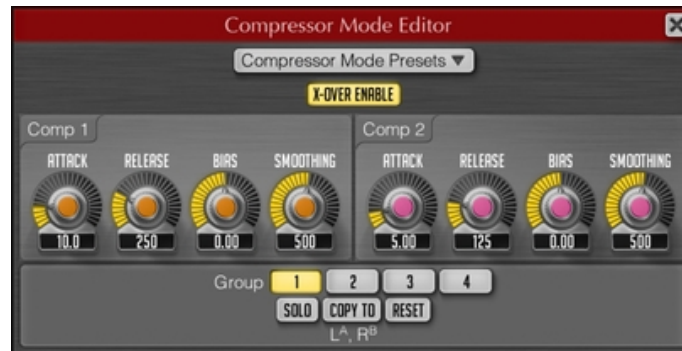 Compressor Mode Editor
Compressor Mode Presets ▼
X-OVER ENABLE
Comp 1
ATTACK RELEASE BIAS SMOOTHING
10.0 250 0.00 500
Comp 2
ATTACK RELEASE BIAS SMOOTHING
5.00 125 0.00 500
Group 1 2 3 4
SOLO COPY TO RESET
Lᴬ, Rᴮ